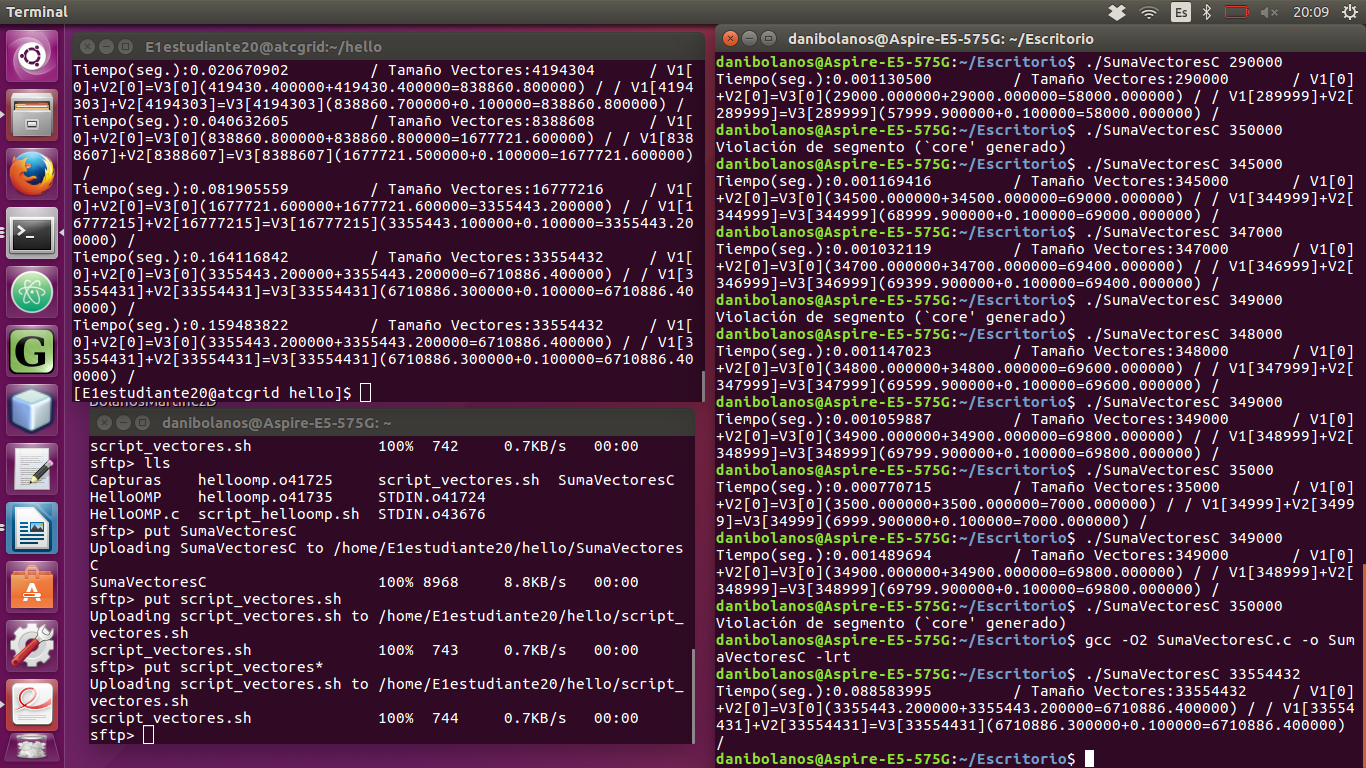 Terminal
Es
20:09
E1estudiante20@atcgrid:~/hello
Tiempo(seg.):0.020670902 / Tamaño Vectores:4194304 / V1[
0]+V2[0]=V3[0](419430.400000+419430.400000=838860.800000) / / V1[4194
303]+V2[4194303]=V3[4194303](838860.700000+0.100000=838860.800000) /
Tiempo(seg.):0.040632605 / Tamaño Vectores:8388608 / V1[
0]+V2[0]=V3[0](838860.800000+838860.800000=1677721.600000) / / V1[838
8607]+V2[8388607]=V3[8388607](1677721.500000+0.100000=1677721.600000)
/
Tiempo(seg.):0.081905559 / Tamaño Vectores:16777216 / V1[
0]+V2[0]=V3[0](1677721.600000+1677721.600000=3355443.200000) / / V1[1
6777215]+V2[16777215]=V3[16777215](3355443.100000+0.100000=3355443.20
0000) /
Tiempo(seg.):0.164116842 / Tamaño Vectores:33554432 / V1[
0]+V2[0]=V3[0](3355443.200000+3355443.200000=6710886.400000) / / V1[3
3554431]+V2[33554431]=V3[33554431](6710886.300000+0.100000=6710886.40
0000) /
Tiempo(seg.):0.159483822 / Tamaño Vectores:33554432 / V1[
0]+V2[0]=V3[0](3355443.200000+3355443.200000=6710886.400000) / / V1[3
3554431]+V2[33554431]=V3[33554431](6710886.300000+0.100000=6710886.40
0000) /
[E1estudiante20@atcgrid hello]$
danibolanos@Aspire-E5-575G: ~
script_vectores.sh 100% 742 0.7KB/s 00:00
sftp> lls
Capturas helloomp.o41725 script_vectores.sh SumaVectoresC
HelloOMP helloomp.o41735 STDIN.o41724
HelloOMP.c script_helloomp.sh STDIN.o43676
sftp> put SumaVectoresC
Uploading SumaVectoresC to /home/E1estudiante20/hello/SumaVectores
C
SumaVectoresC 100% 8968 8.8KB/s 00:00
sftp> put script_vectores.sh
Uploading script_vectores.sh to /home/E1estudiante20/hello/script_
vectores.sh
script_vectores.sh 100% 743 0.7KB/s 00:00
sftp> put script_vectores*
Uploading script_vectores.sh to /home/E1estudiante20/hello/script_
vectores.sh
script_vectores.sh 100% 744 0.7KB/s 00:00
sftp>
danibolanos@Aspire-E5-575G: ~/Escritorio
danibolanos@Aspire-E5-575G:~/Escritorio$ ./SumaVectoresC 290000
Tiempo(seg.):0.001130500 / Tamaño Vectores:290000 / V1[0]
+V2[0]=V3[0](29000.000000+29000.000000=58000.000000) / / V1[289999]+V2[
289999]=V3[289999](57999.900000+0.100000=58000.000000) /
danibolanos@Aspire-E5-575G:~/Escritorio$ ./SumaVectoresC 350000
Violación de segmento (`core' generado)
danibolanos@Aspire-E5-575G:~/Escritorio$ ./SumaVectoresC 345000
Tiempo(seg.):0.001169416 / Tamaño Vectores:345000 / V1[0]
+V2[0]=V3[0](34500.000000+34500.000000=69000.000000) / / V1[344999]+V2[
344999]=V3[344999](68999.900000+0.100000=69000.000000) /
danibolanos@Aspire-E5-575G:~/Escritorio$ ./SumaVectoresC 347000
Tiempo(seg.):0.001032119 / Tamaño Vectores:347000 / V1[0]
+V2[0]=V3[0](34700.000000+34700.000000=69400.000000) / / V1[346999]+V2[
346999]=V3[346999](69399.900000+0.100000=69400.000000) /
danibolanos@Aspire-E5-575G:~/Escritorio$ ./SumaVectoresC 349000
Violación de segmento (`core' generado)
danibolanos@Aspire-E5-575G:~/Escritorio$ ./SumaVectoresC 348000
Tiempo(seg.):0.001147023 / Tamaño Vectores:348000 / V1[0]
+V2[0]=V3[0](34800.000000+34800.000000=69600.000000) / / V1[347999]+V2[
347999]=V3[347999](69599.900000+0.100000=69600.000000) /
danibolanos@Aspire-E5-575G:~/Escritorio$ ./SumaVectoresC 349000
Tiempo(seg.):0.001059887 / Tamaño Vectores:349000 / V1[0]
+V2[0]=V3[0](34900.000000+34900.000000=69800.000000) / / V1[348999]+V2[
348999]=V3[348999](69799.900000+0.100000=69800.000000) /
danibolanos@Aspire-E5-575G:~/Escritorio$ ./SumaVectoresC 35000
Tiempo(seg.):0.000770715 / Tamaño Vectores:35000 / V1[0]
+V2[0]=V3[0](3500.000000+3500.000000=7000.000000) / / V1[34999]+V2[3499
9]=V3[34999](6999.900000+0.100000=7000.000000) /
danibolanos@Aspire-E5-575G:~/Escritorio$ ./SumaVectoresC 349000
Tiempo(seg.):0.001489694 / Tamaño Vectores:349000 / V1[0]
+V2[0]=V3[0](34900.000000+34900.000000=69800.000000) / / V1[348999]+V2[
348999]=V3[348999](69799.900000+0.100000=69800.000000) /
danibolanos@Aspire-E5-575G:~/Escritorio$ ./SumaVectoresC 350000
Violación de segmento (`core' generado)
danibolanos@Aspire-E5-575G:~/Escritorio$ gcc -O2 SumaVectoresC.c -o Sum
aVectoresC -lrt
danibolanos@Aspire-E5-575G:~/Escritorio$ ./SumaVectoresC 33554432
Tiempo(seg.):0.088583995 / Tamaño Vectores:33554432 / V1[0]
+V2[0]=V3[0](3355443.200000+3355443.200000=6710886.400000) / / V1[33554
431]+V2[33554431]=V3[33554431](6710886.300000+0.100000=6710886.400000)
/
danibolanos@Aspire-E5-575G:~/Escritorio$